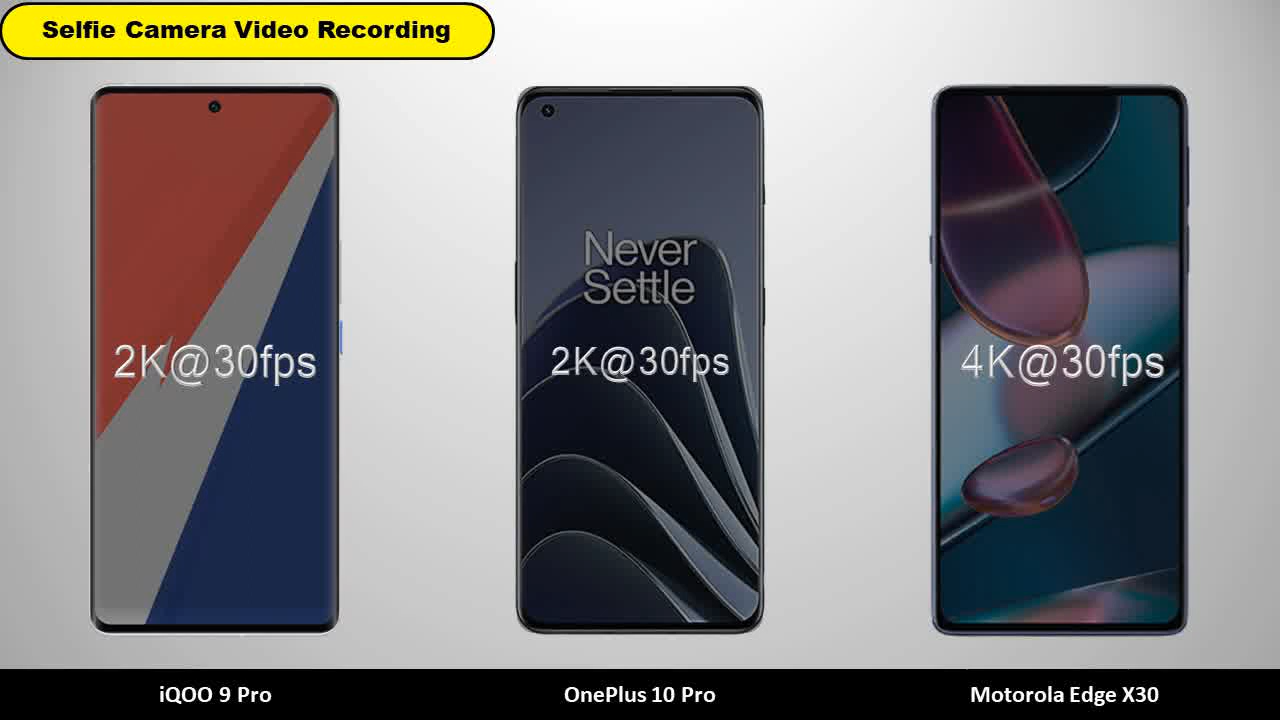 Selfie Camera Video Recording
Never
Settle
2K@30fps
2K@30fps
4K@30fps
iQOO 9 Pro
OnePlus 10 Pro
Motorola Edge X30